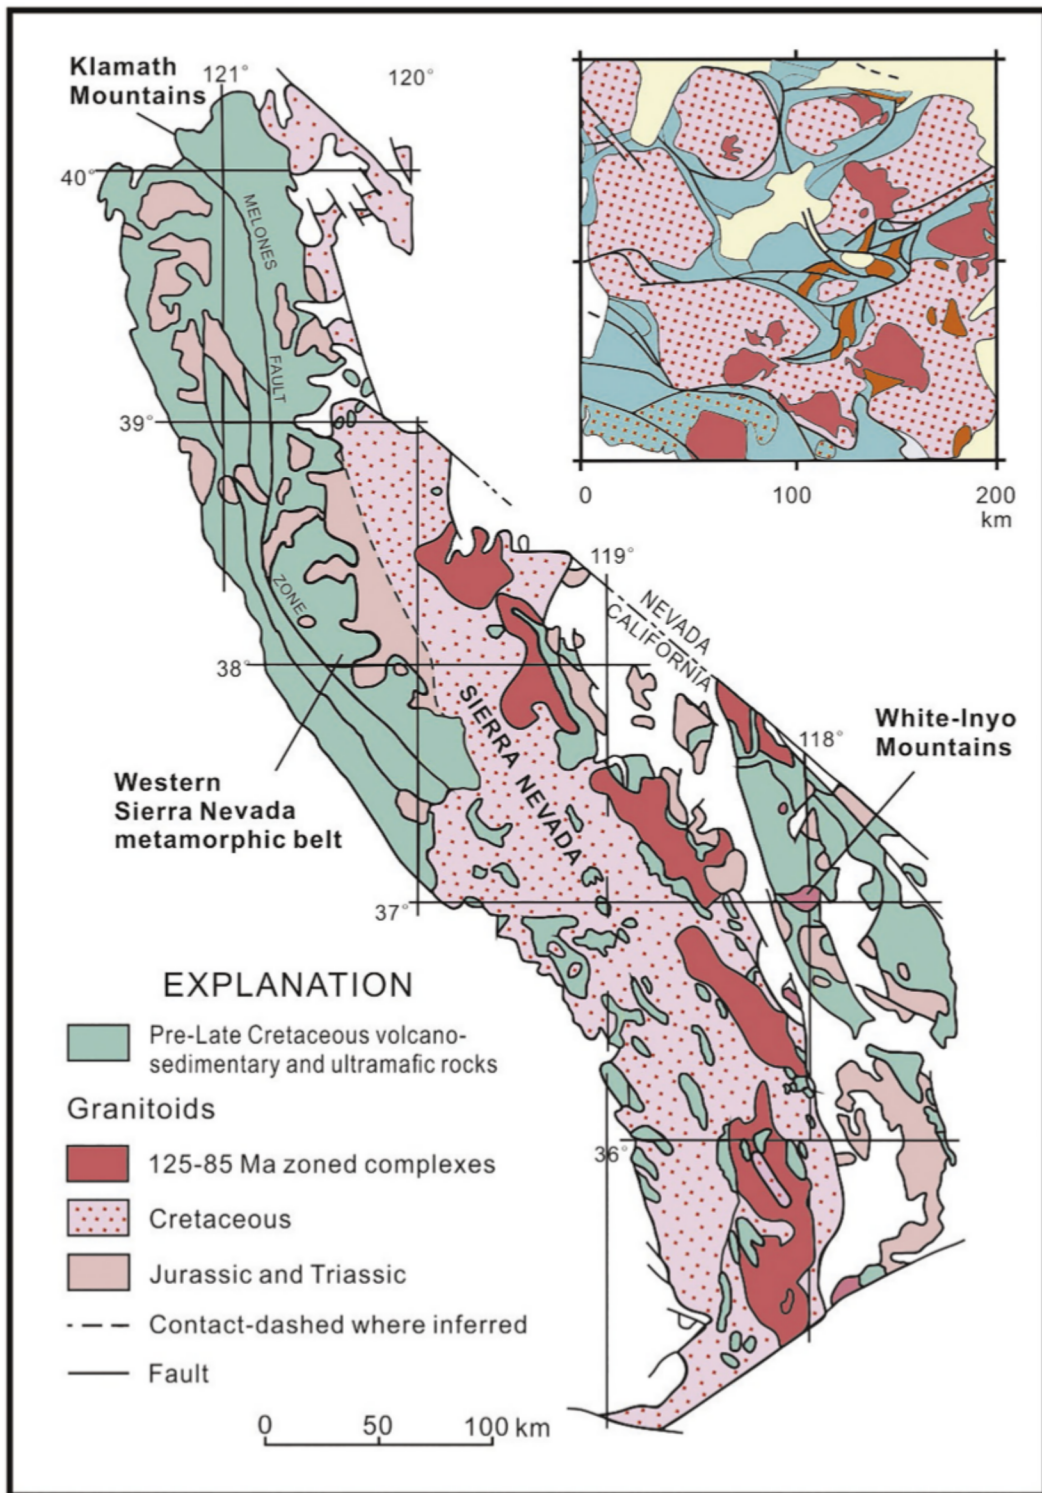 Klamath
Mountains
121°
120°
40°
MELONES
FAULT
39°
ZONE
0
100
200
km
119°
NEVADA
CALIFORNIA
38°
SIERRA NEVADA
118°
White-Inyo
Mountains
Western
Sierra Nevada
metamorphic belt
37°
36°
EXPLANATION
Pre-Late Cretaceous volcano-
sedimentary and ultramafic rocks
Granitoids
125-85 Ma zoned complexes
Cretaceous
Jurassic and Triassic
Contact-dashed where inferred
Fault
0 50 100 km